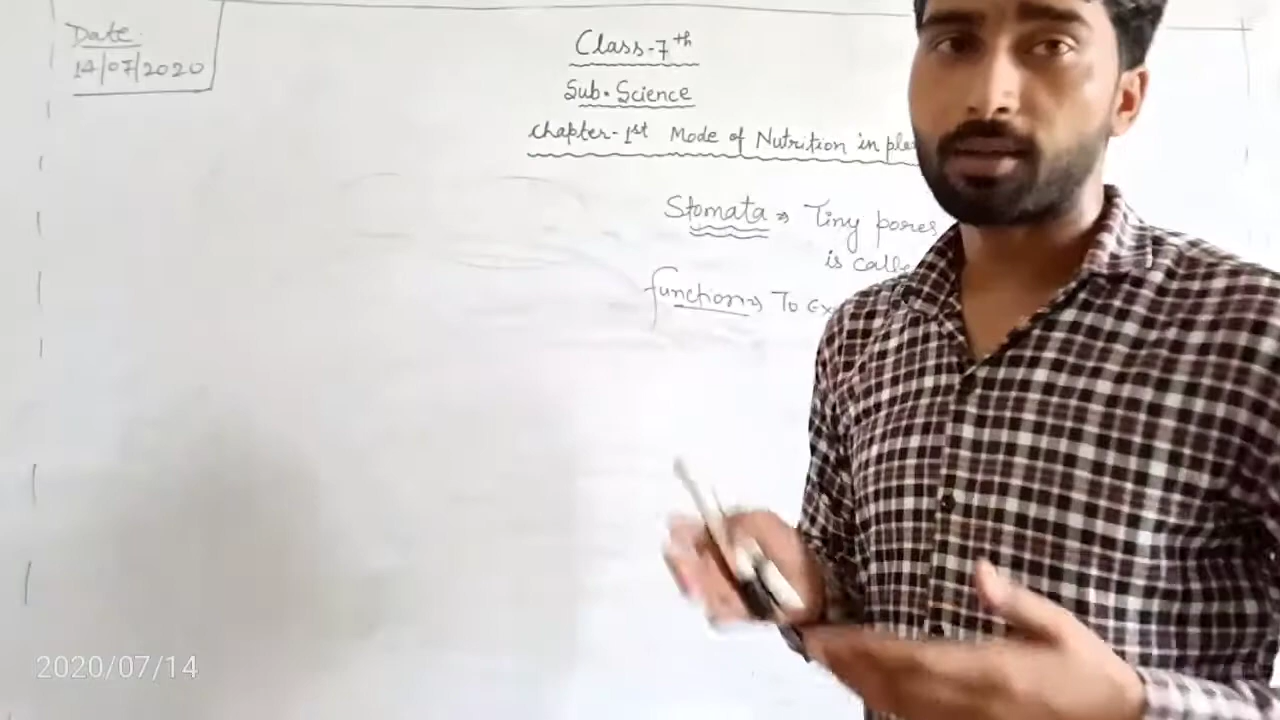 Date
14/07/2020
Class-7th
Sub. Science
Chapter-1st Mode of Nutrition in
Stomata ⇒ Tiny pores
is
function ⇒ To
2020/07/14